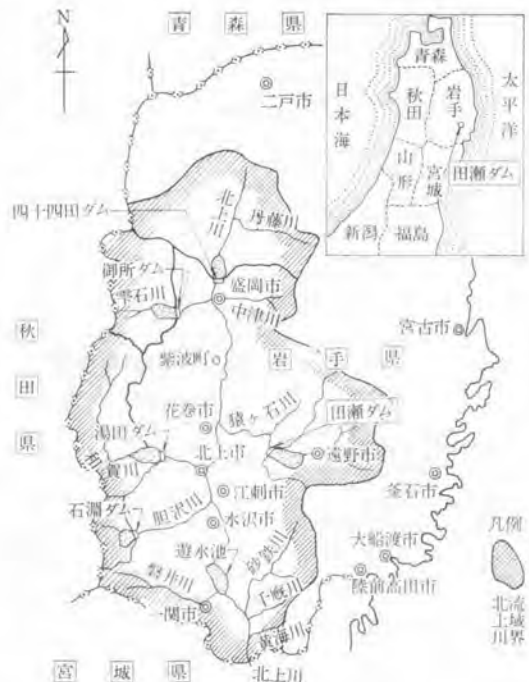 N
青森県
二戸市
日本海
太平洋
青森
秋田
岩手
山形
宮城
新潟
福島
田瀬ダム
四十四田ダム
北上川
丹藤川
御所ダム
雫石川
盛岡市
中津川
宮古市
秋田県
紫波町
岩手県
花巻市
猿ヶ石川
田瀬ダム
湯田ダム
和賀川
北上市
遠野市
釜石市
石淵ダム
胆沢川
江刺市
水沢市
遊水池
砂鉄川
大船渡市
凡例
磐井川
千厩川
陸前高田市
一関市
黄海川
北上川
流域界
宮城県
北上川